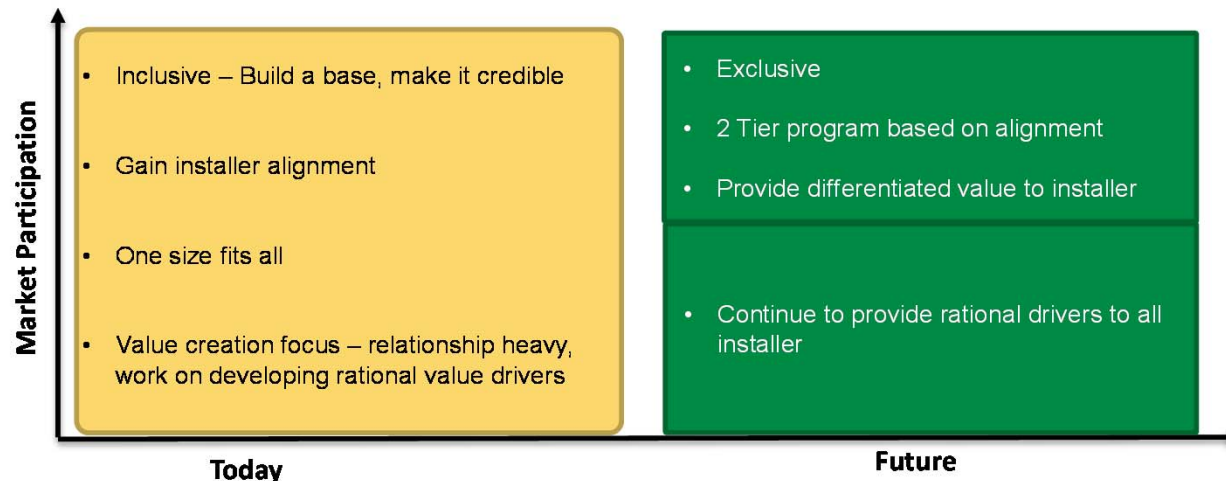 Market Participation
• Inclusive – Build a base, make it credible
• Gain installer alignment
• One size fits all
• Value creation focus – relationship heavy,
work on developing rational value drivers
• Exclusive
• 2 Tier program based on alignment
• Provide differentiated value to installer
• Continue to provide rational drivers to all
installer
Today
Future